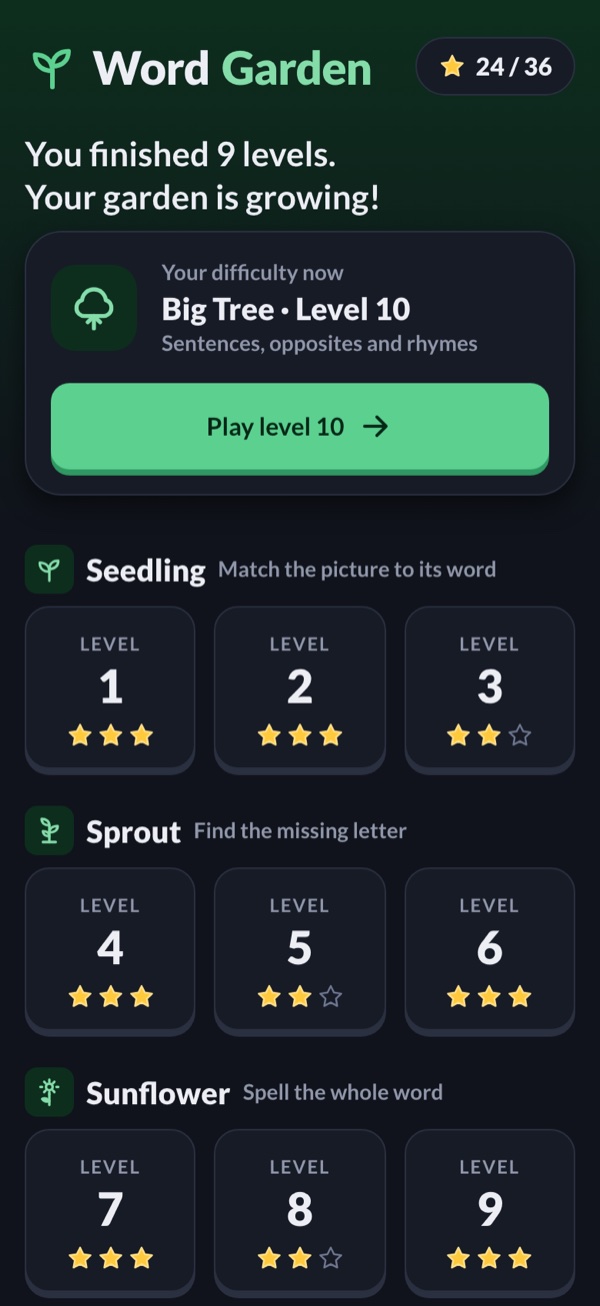 Word Garden
24 / 36
You finished 9 levels.
Your garden is growing!
Your difficulty now
Big Tree · Level 10
Sentences, opposites and rhymes
Play level 10 →
Seedling Match the picture to its word
LEVEL LEVEL LEVEL
1 2 3
Sprout Find the missing letter
LEVEL LEVEL LEVEL
4 5 6
Sunflower Spell the whole word
LEVEL LEVEL LEVEL
7 8 9